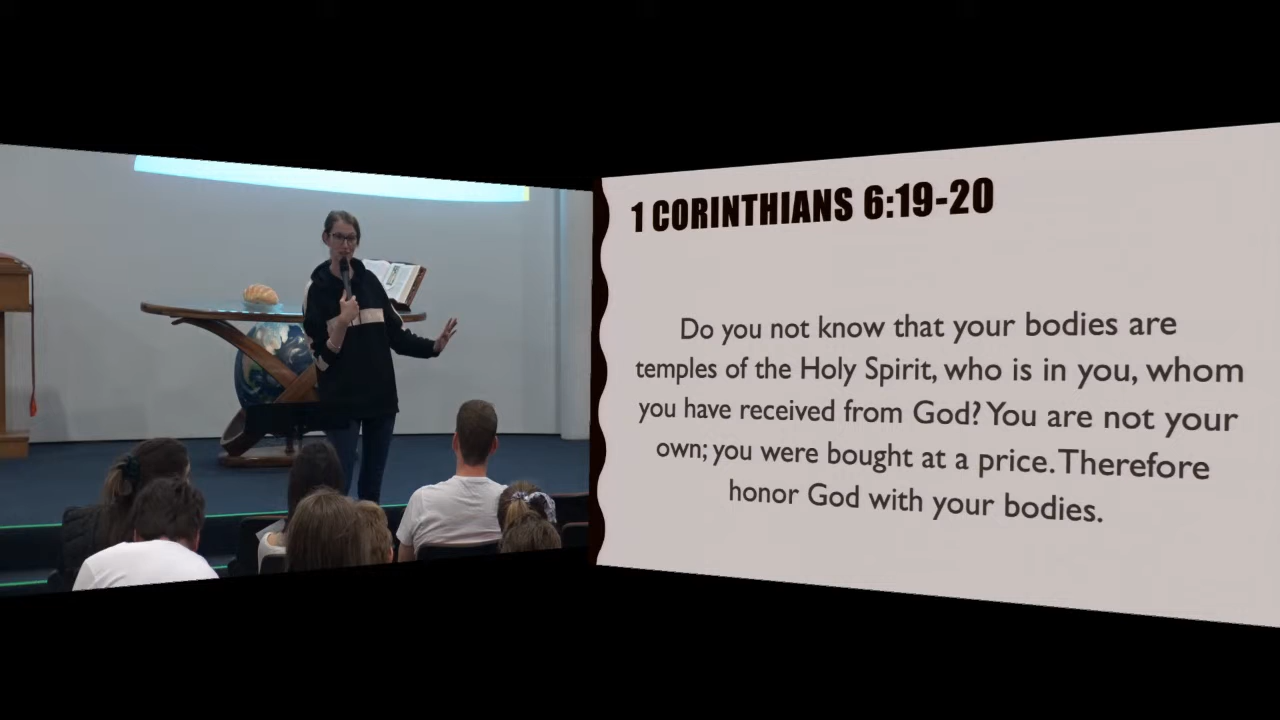 1 CORINTHIANS 6:19-20
Do you not know that your bodies are
temples of the Holy Spirit, who is in you, whom
you have received from God? You are not your
own; you were bought at a price. Therefore
honor God with your bodies.